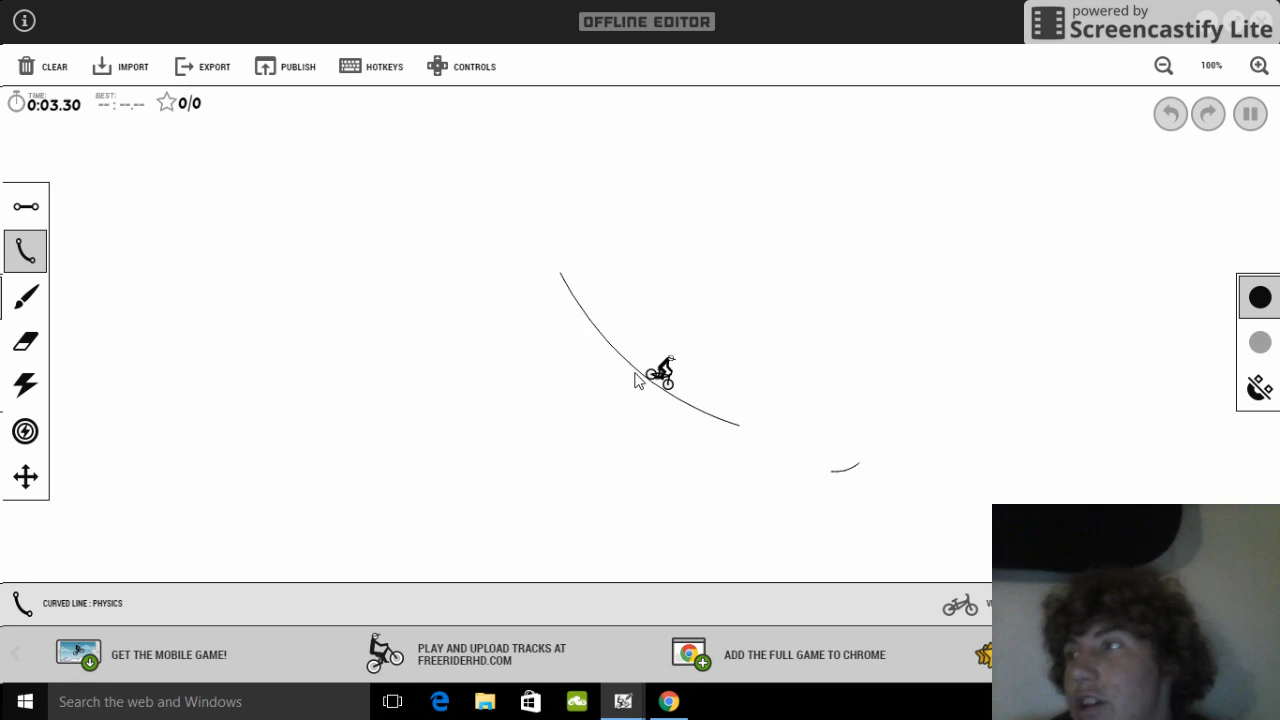 OFFLINE EDITOR
powered by
Screencastify Lite
CLEAR
IMPORT
EXPORT
PUBLISH
HOTKEYS
CONTROLS
100%
TIME:
0:03.30
BEST:
-- : --.--
0/0
CURVED LINE : PHYSICS
GET THE MOBILE GAME!
PLAY AND UPLOAD TRACKS AT
FREERIDERHD.COM
ADD THE FULL GAME TO CHROME
Search the web and Windows